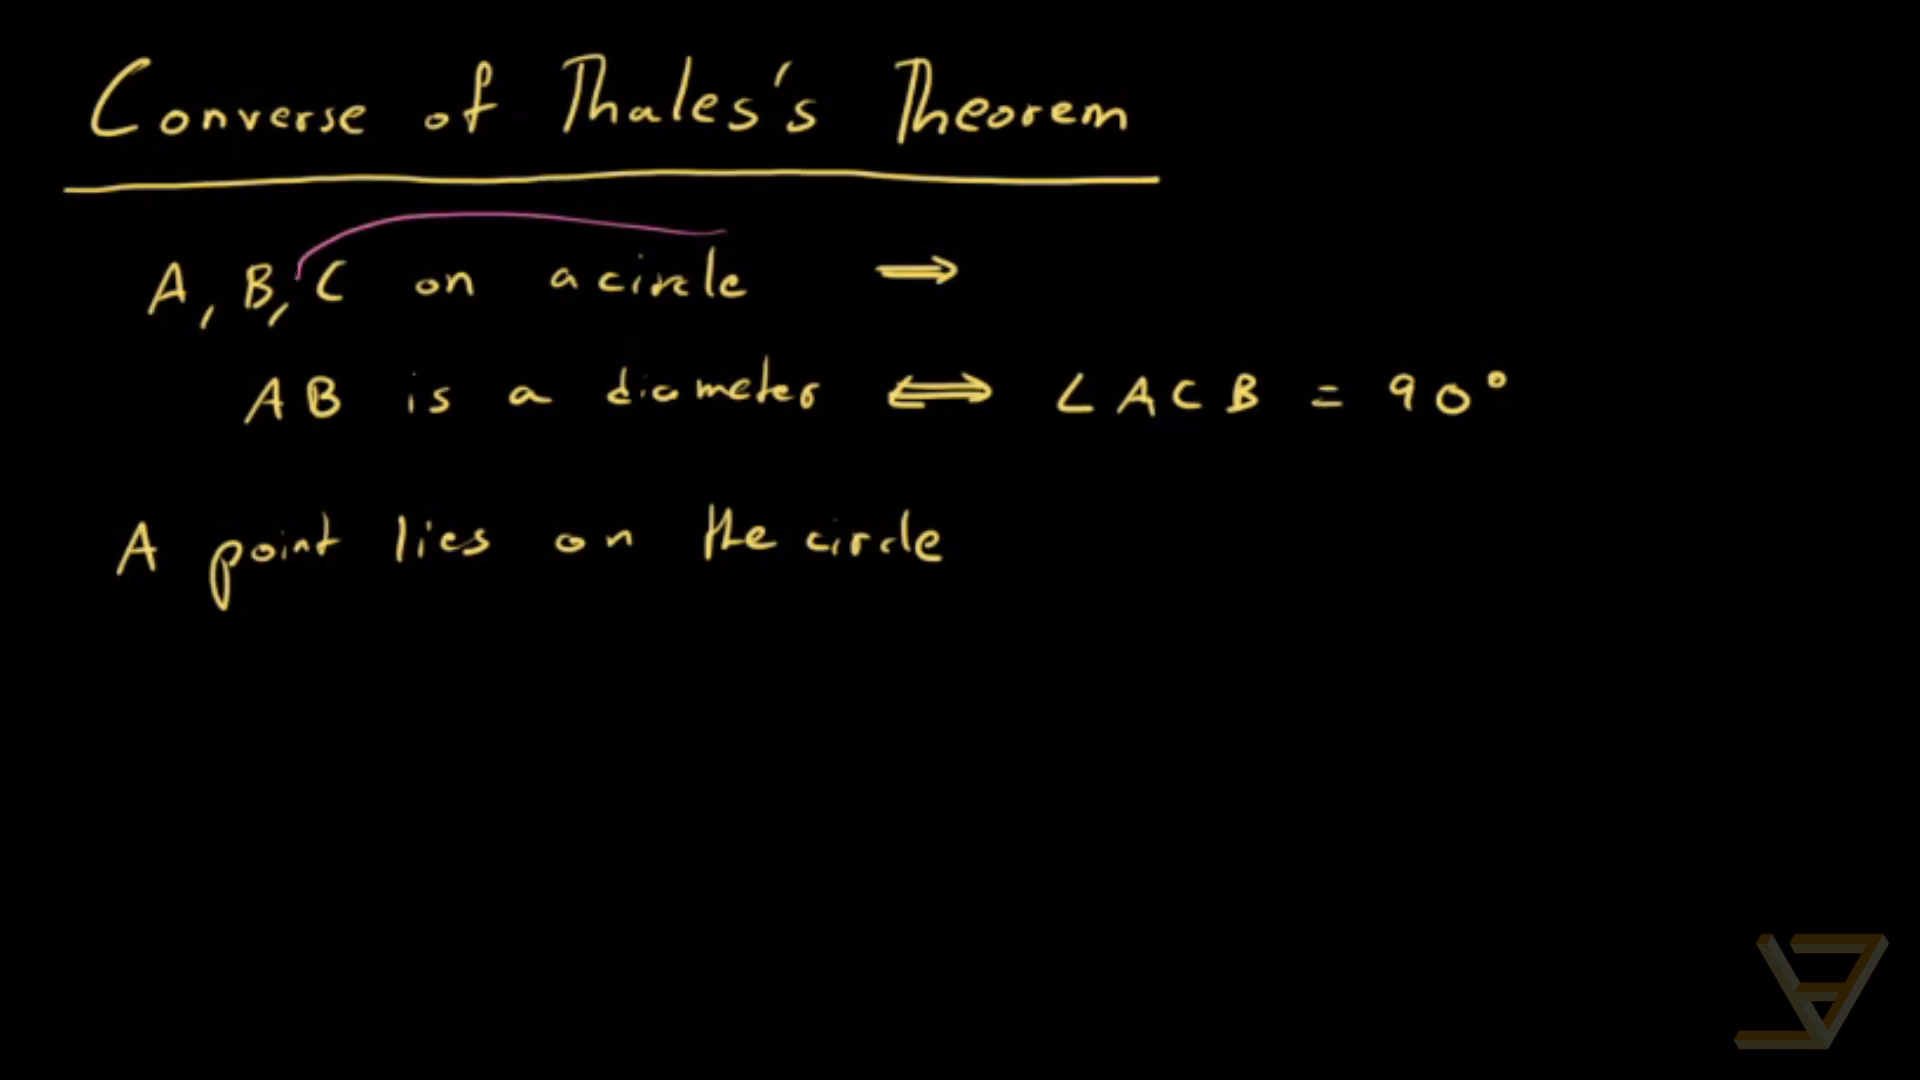 Converse of Thales's Theorem
A, B, C on a circle ⟹
AB is a diameter ⟺ ∠ACB = 90°
A point lies on the circle